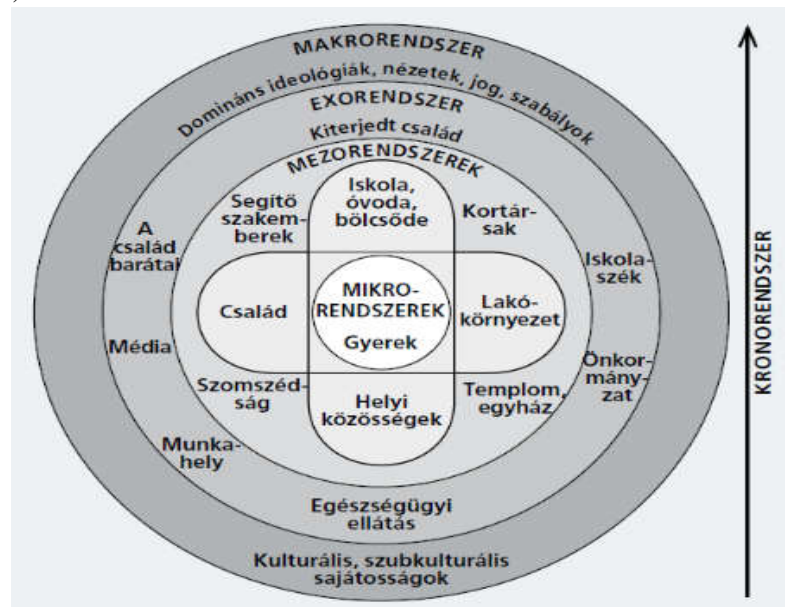 MAKRORENDSZER
Domináns ideológiák, nézetek, jog, szabályok
EXORENDSZER
Kiterjedt család
MEZORENDSZEREK
Segítő
szakem-
berek
Iskola,
óvoda,
bölcsőde
Kortár-
sak
A
család
barátai
Iskola-
szék
Család
MIKRO-
RENDSZEREK
Gyerek
Lakó-
környezet
Média
Önkor-
mány-
zat
Szomszéd-
ság
Helyi
közösségek
Templom,
egyház
Munka-
hely
Egészségügyi
ellátás
Kulturális, szubkulturális
sajátosságok
KRONORENDSZER